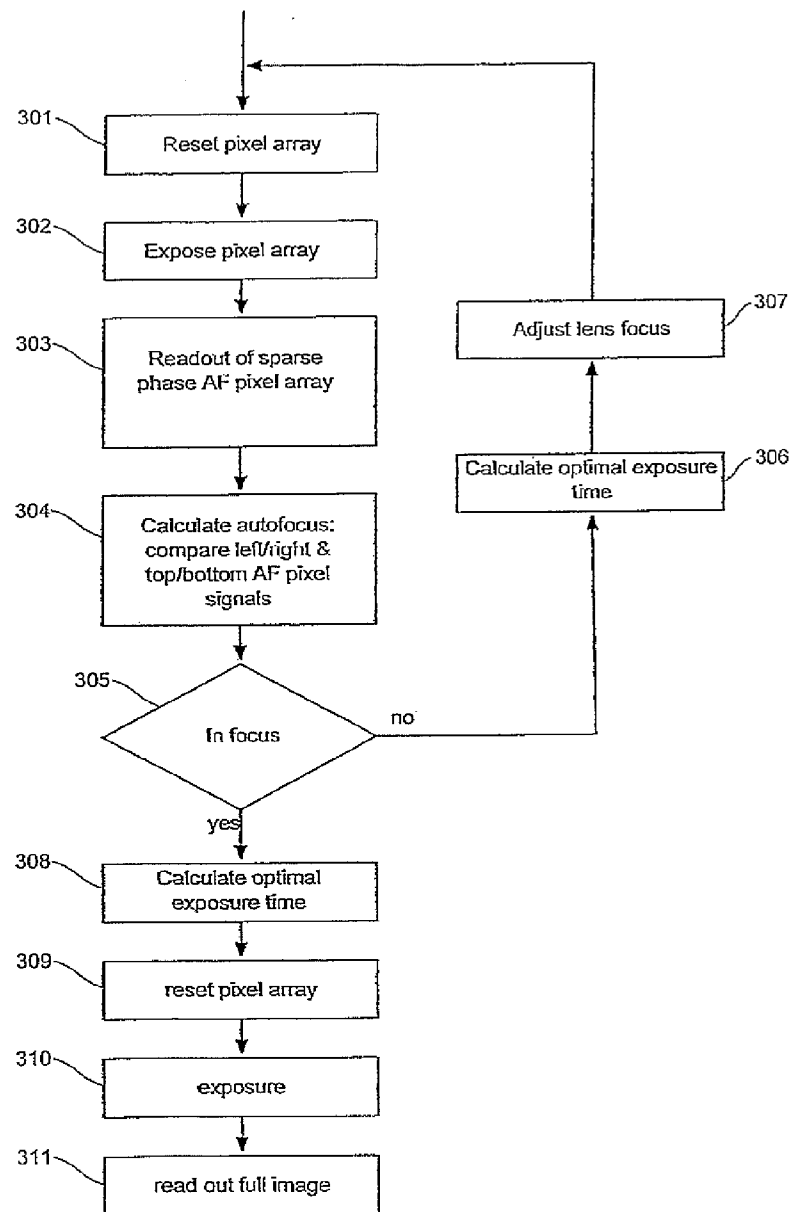 301
Reset pixel array
302
Expose pixel array
303
Readout of sparse
phase AF pixel array
304
Calculate autofocus:
compare left/right &
top/bottom AF pixel
signals
305
In focus
no
yes
306
Calculate optimal exposure
time
307
Adjust lens focus
308
Calculate optimal
exposure time
309
reset pixel array
310
exposure
311
read out full image